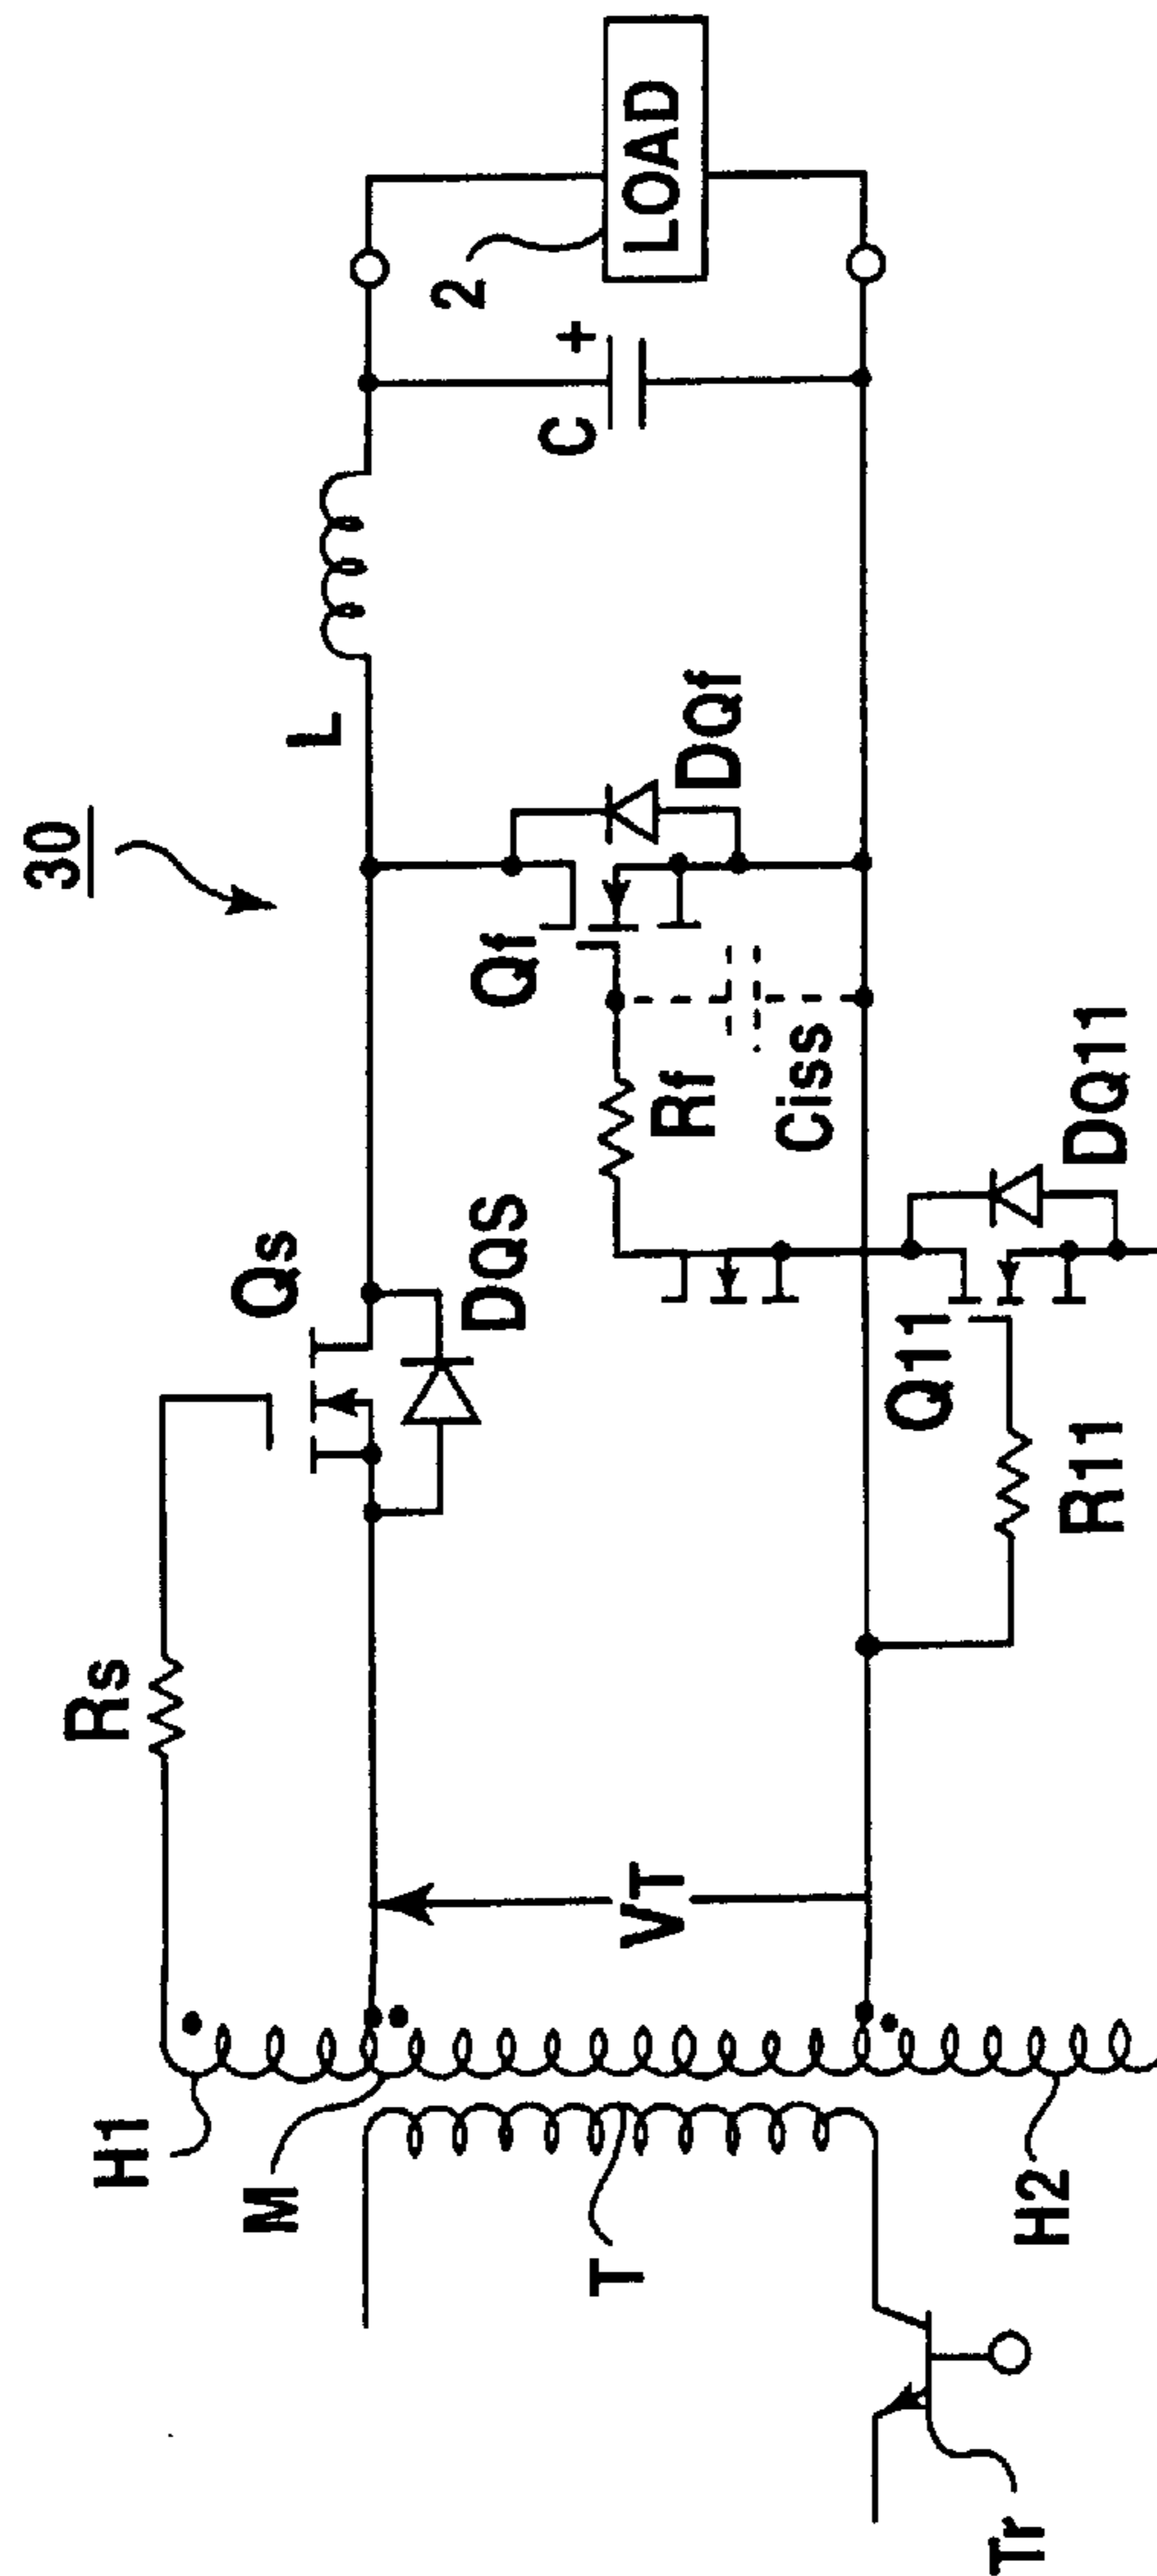 30
Rs
Qs
DQS
L
H1
M
VT
Qf
DQf
Rf
Ciss
C
+
2
LOAD
T
H2
Q11
DQ11
R11
Tr